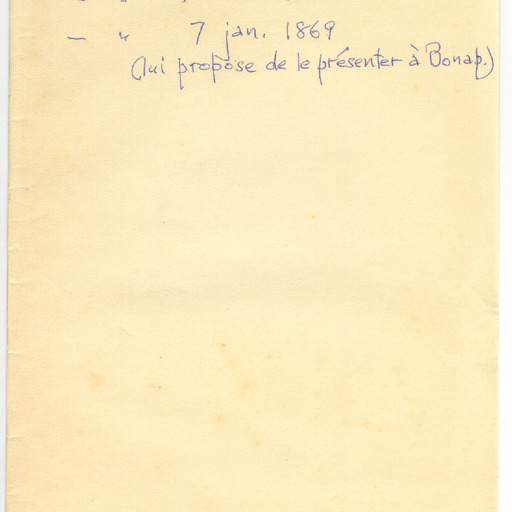 — " 7 jan. 1869
(lui propose de le présenter à Bonap.)